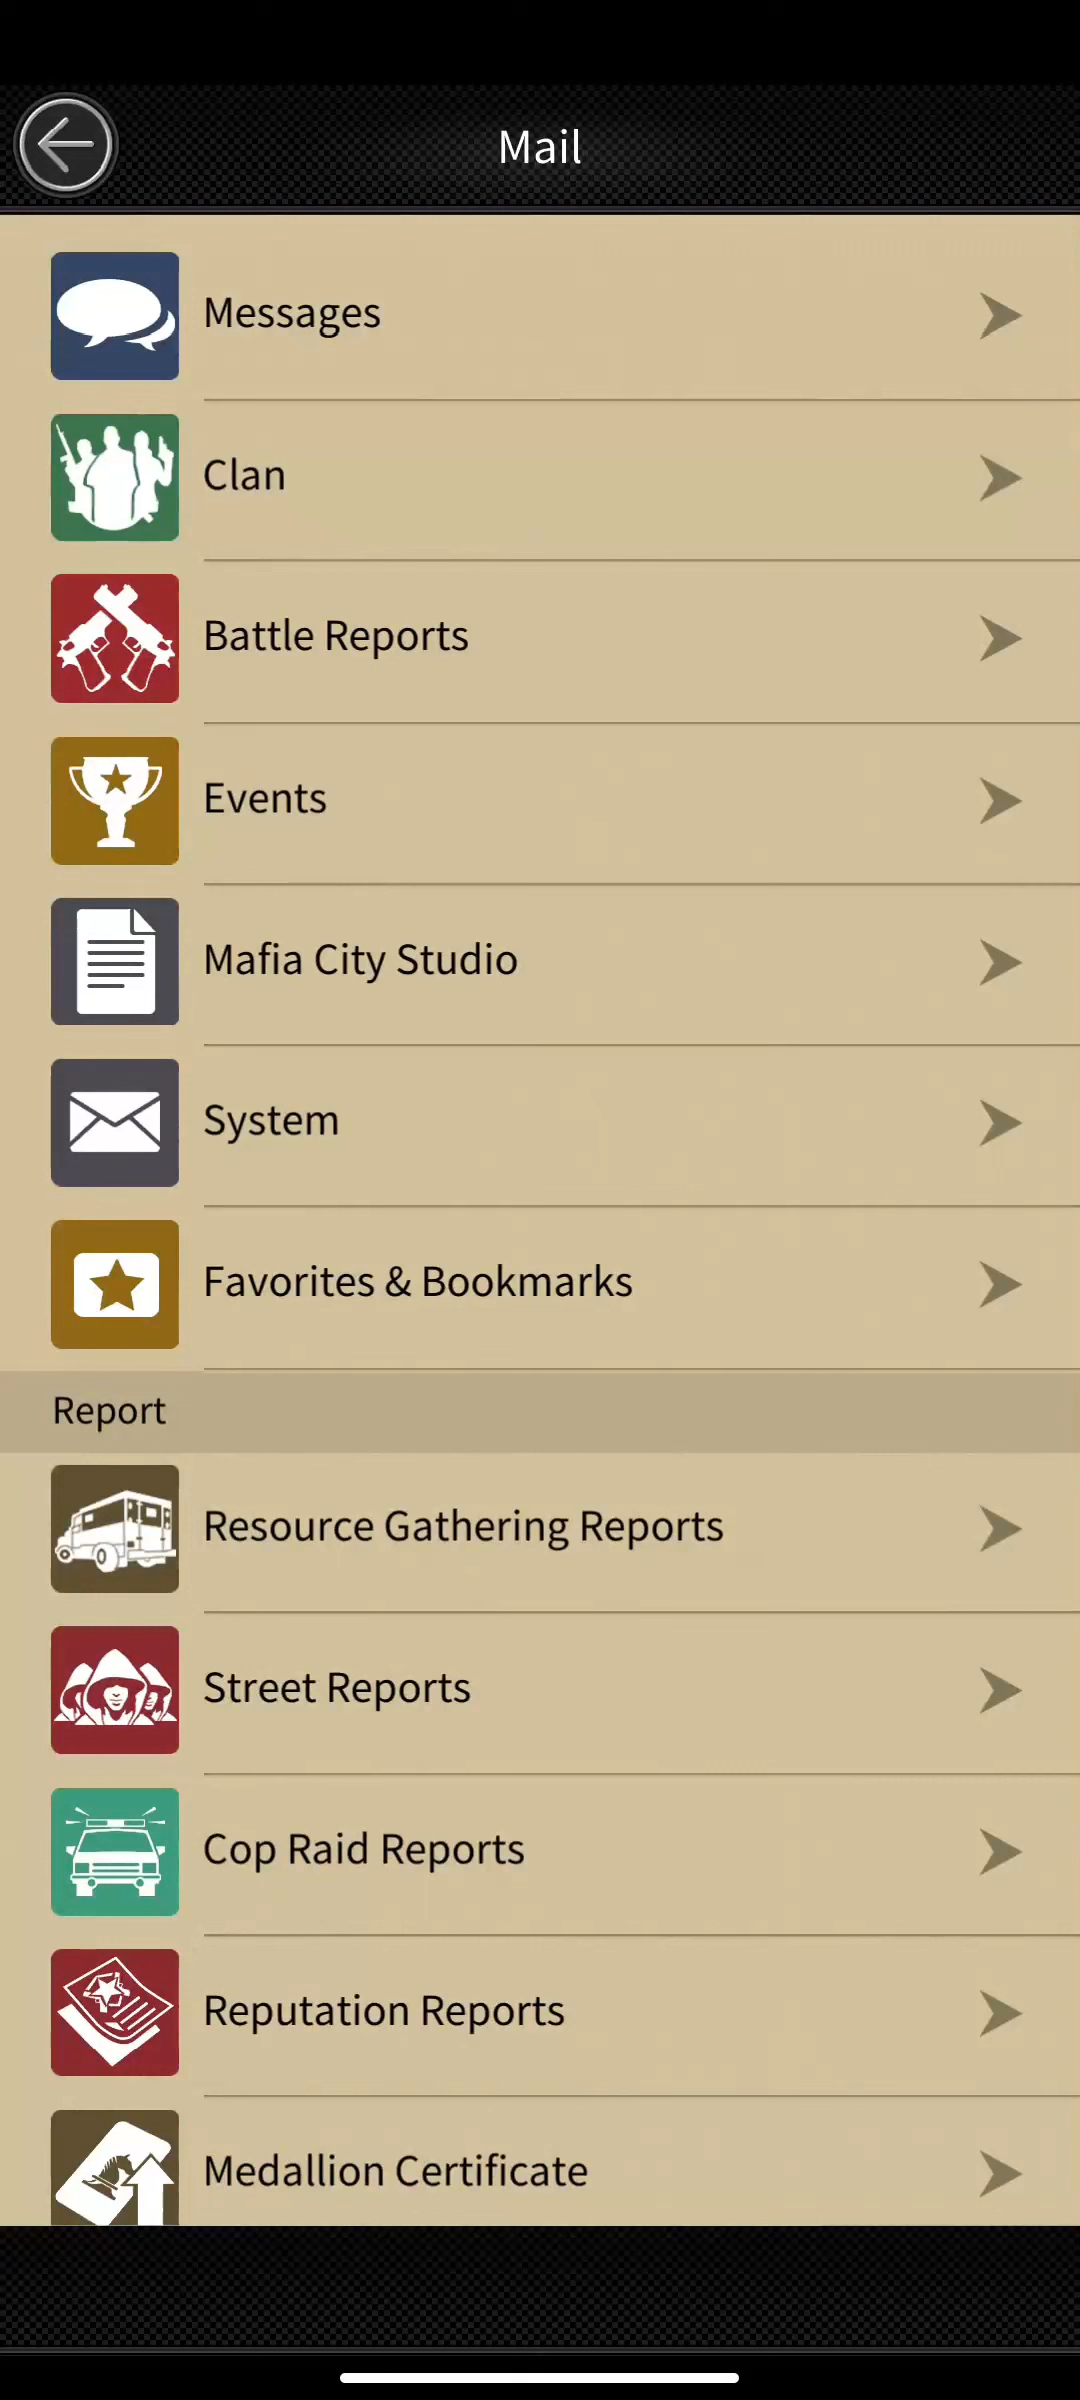 Mail
Messages
Clan
Battle Reports
Events
Mafia City Studio
System
Favorites & Bookmarks
Report
Resource Gathering Reports
Street Reports
Cop Raid Reports
Reputation Reports
Medallion Certificate